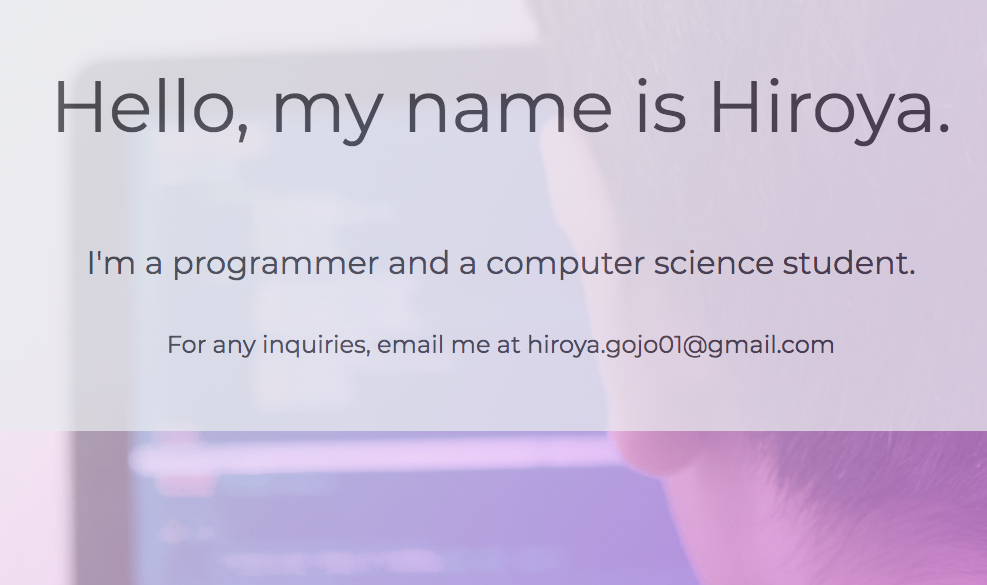 Hello, my name is Hiroya.
I'm a programmer and a computer science student.
For any inquiries, email me at hiroya.gojo01@gmail.com